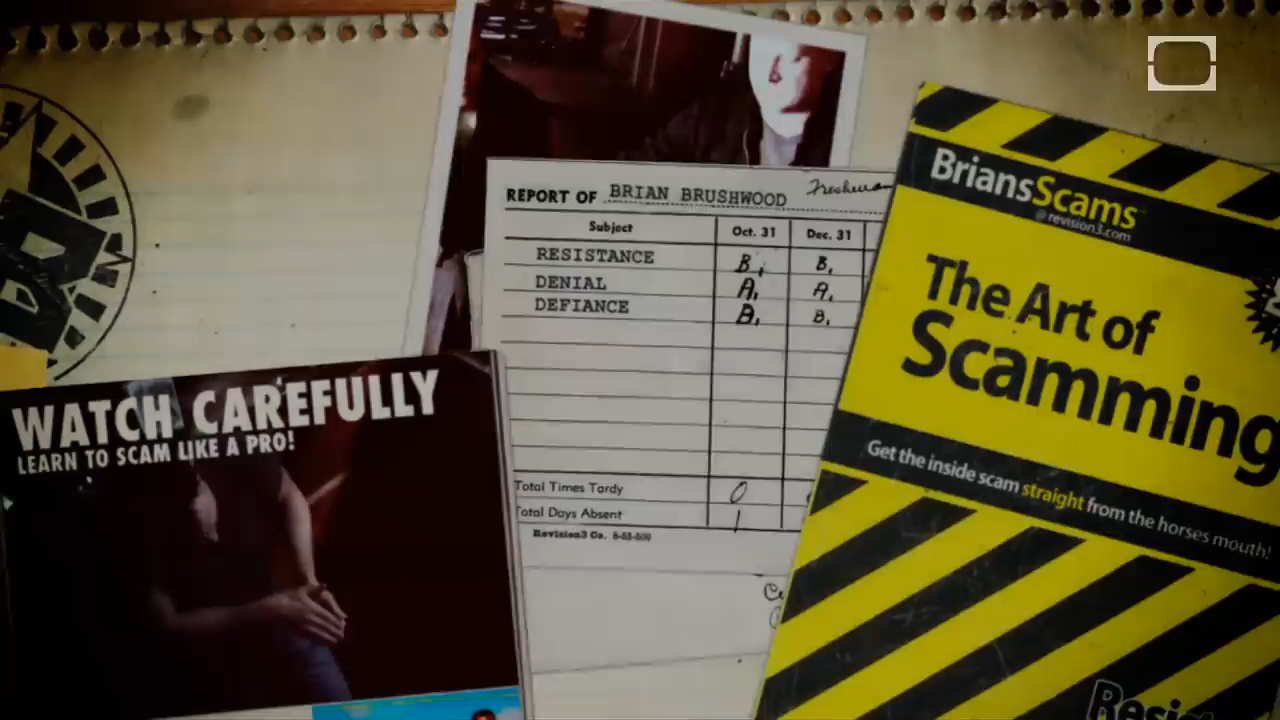 REPORT OF BRIAN BRUSHWOOD
Subject Oct. 31 Dec. 31
RESISTANCE B. B.
DENIAL A. A.
DEFIANCE B. B.
Total Times Tardy 0
Total Days Absent 1
Revision3 Co.
WATCH CAREFULLY
LEARN TO SCAM LIKE A PRO!
BriansScams
@ revision3.com
The Art of
Scamming
Get the inside scam straight from the horses mouth!